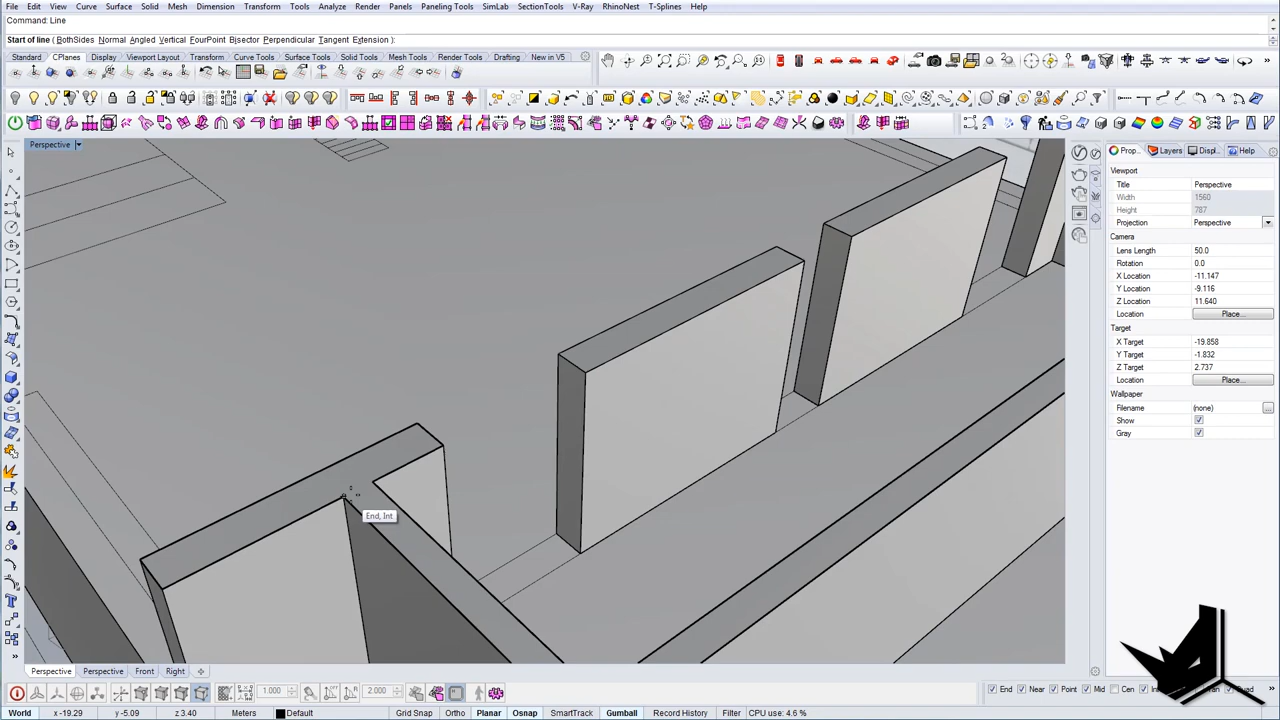 File Edit View Curve Surface Solid Mesh Dimension Transform Tools Analyze Render Panels Paneling Tools SimLab SectionTools V-Ray RhinoNest T-Splines Help
Command: Line
Start of line ( BothSides Normal Angled Vertical FourPoint Bisector Perpendicular Tangent Extension ):
Standard CPlanes Display Viewport Layout Transform Curve Tools Surface Tools Solid Tools Mesh Tools Render Tools Drafting New in V5
Perspective
Prop... Layers Displ... Help
Viewport
Title Perspective
Width 1560
Height 787
Projection Perspective
Camera
Lens Length 50.0
Rotation 0.0
X Location -11.147
Y Location -9.116
Z Location 11.640
Location Place...
Target
X Target -19.858
Y Target -1.832
Z Target 2.737
Location Place...
Wallpaper
Filename (none)
Show
Gray
End, Int
Perspective Perspective Front Right
1.000 2.000
End Near Point Mid Cen
World x -19.29 y -5.09 z 3.40 Meters Default Grid Snap Ortho Planar Osnap SmartTrack Gumball Record History Filter CPU use: 4.6 %